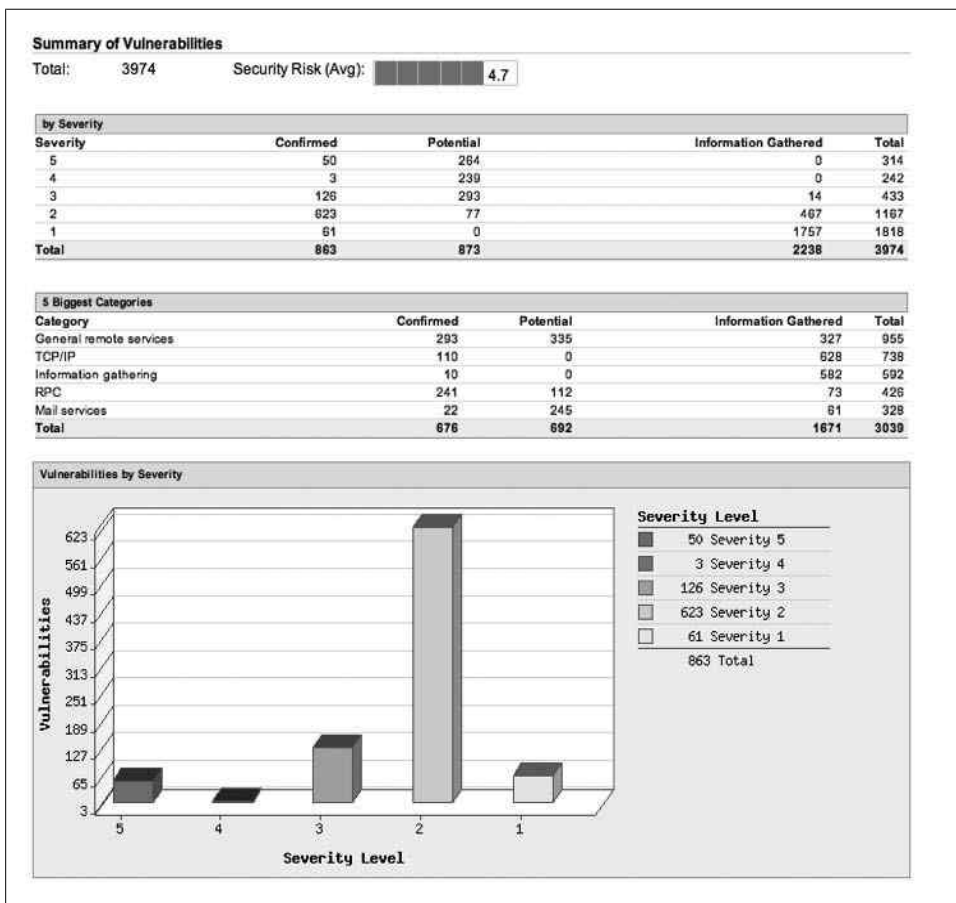 Summary of Vulnerabilities
Total: 3974 Security Risk (Avg): 4.7
by Severity
Severity Confirmed Potential Information Gathered Total
5 50 264 0 314
4 3 239 0 242
3 126 293 14 433
2 623 77 467 1167
1 61 0 1757 1818
Total 863 873 2238 3974
5 Biggest Categories
Category Confirmed Potential Information Gathered Total
General remote services 293 335 327 955
TCP/IP 110 0 628 738
Information gathering 10 0 582 592
RPC 241 112 73 426
Mail services 22 245 61 328
Total 676 692 1671 3039
Vulnerabilities by Severity
Vulnerabilities
623
561
499
437
375
313
251
189
127
65
3
5 4 3 2 1
Severity Level
Severity Level
50 Severity 5
3 Severity 4
126 Severity 3
623 Severity 2
61 Severity 1
863 Total